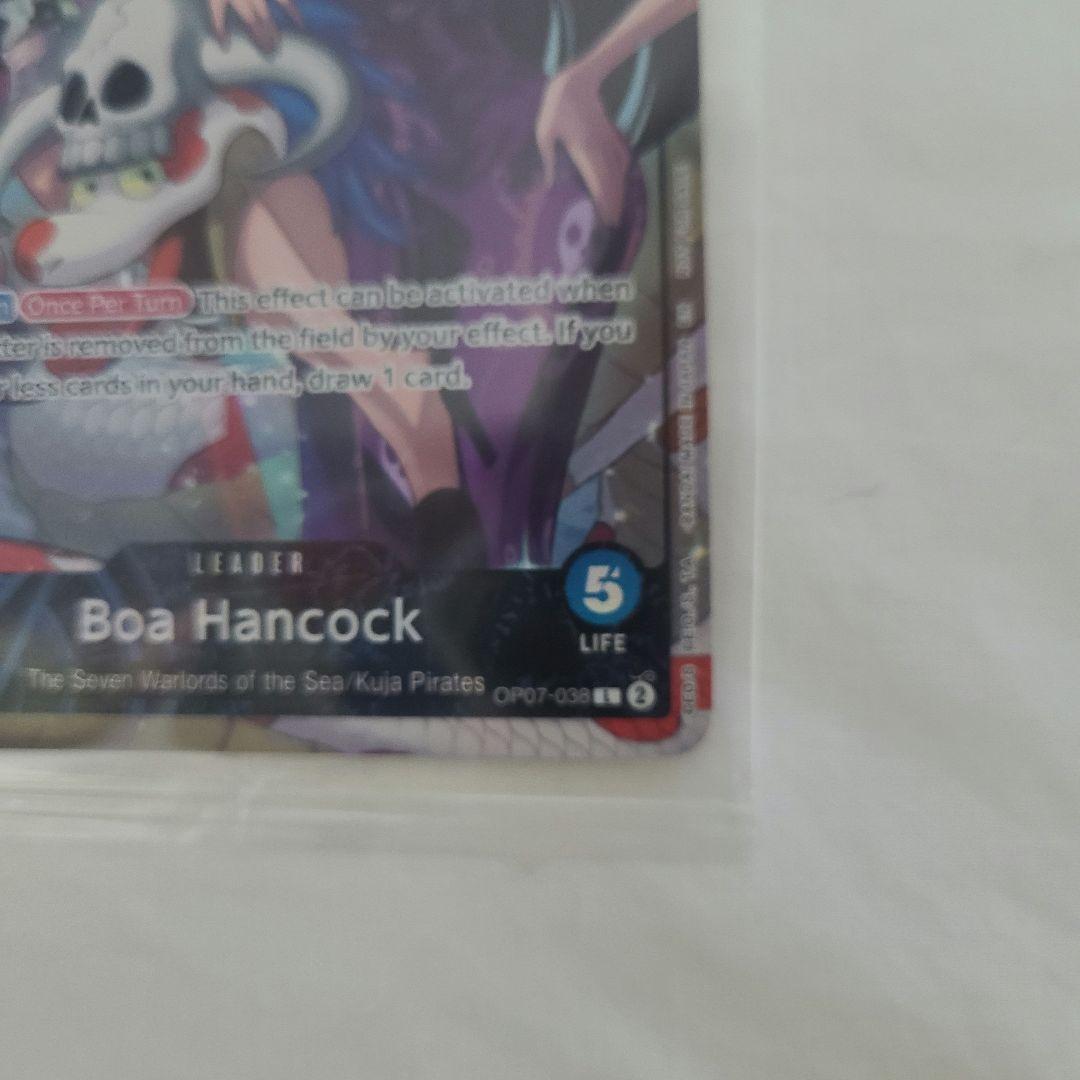 Once Per Turn This effect can be activated when
is removed from the field by your effect. If you
less cards in your hand, draw 1 card.
LEADER
Boa Hancock
5
LIFE
The Seven Warlords of the Sea/Kuja Pirates
OP07-038 L 2